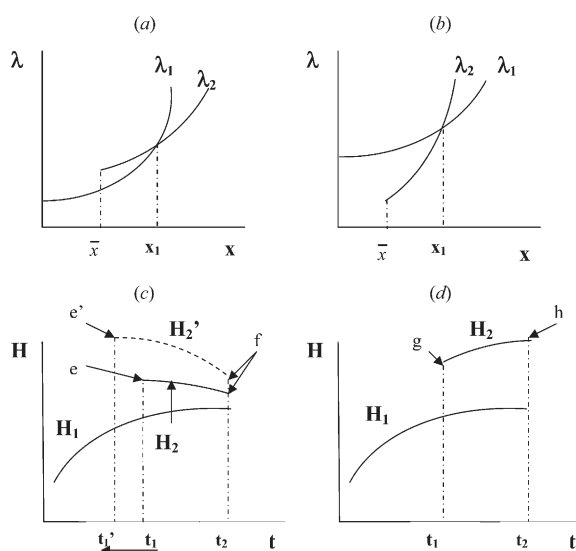 (a)
λ
λ1
λ2
x̅
x1
x
(b)
λ
λ2
λ1
x̅
x1
x
(c)
e’
H2’
f
H
e
H1
H2
t1’
t1
t2
t
(d)
H2
h
H
g
H1
t1
t2
t